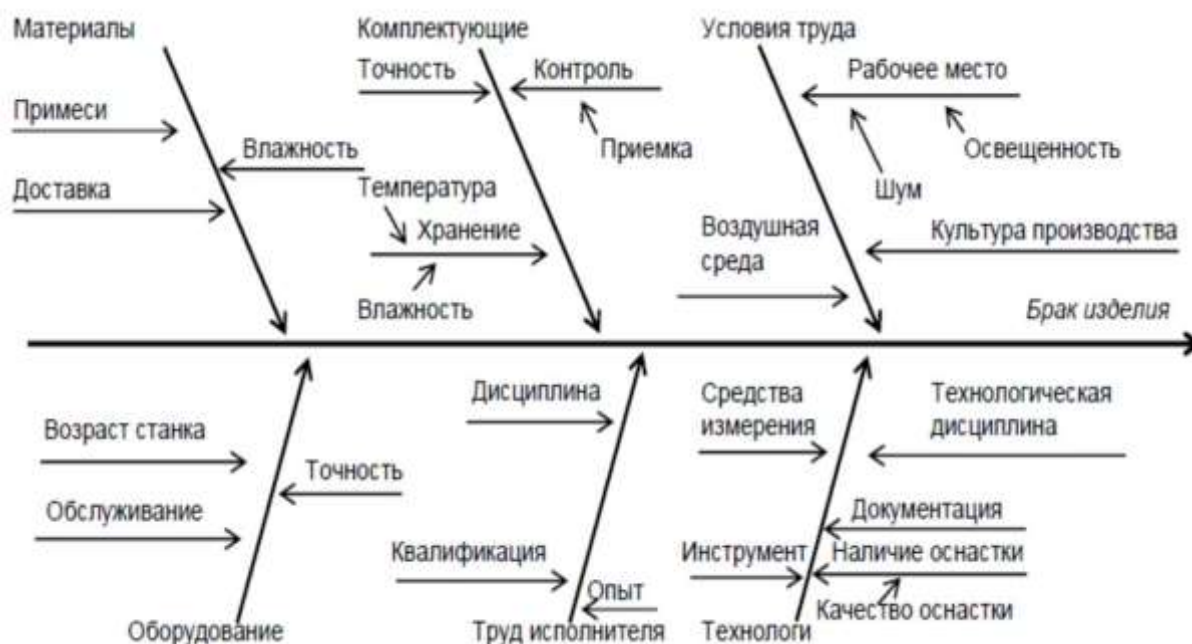 Материалы
Комплектующие
Условия труда
Точность
Контроль
Рабочее место
Примеси
Влажность
Приемка
Освещенность
Доставка
Температура
Шум
Хранение
Воздушная
среда
Культура производства
Влажность
Брак изделия
Дисциплина
Средства
измерения
Технологическая
дисциплина
Возраст станка
Точность
Обслуживание
Документация
Квалификация
Инструмент
Наличие оснастки
Опыт
Качество оснастки
Оборудование
Труд исполнителя
Технологи